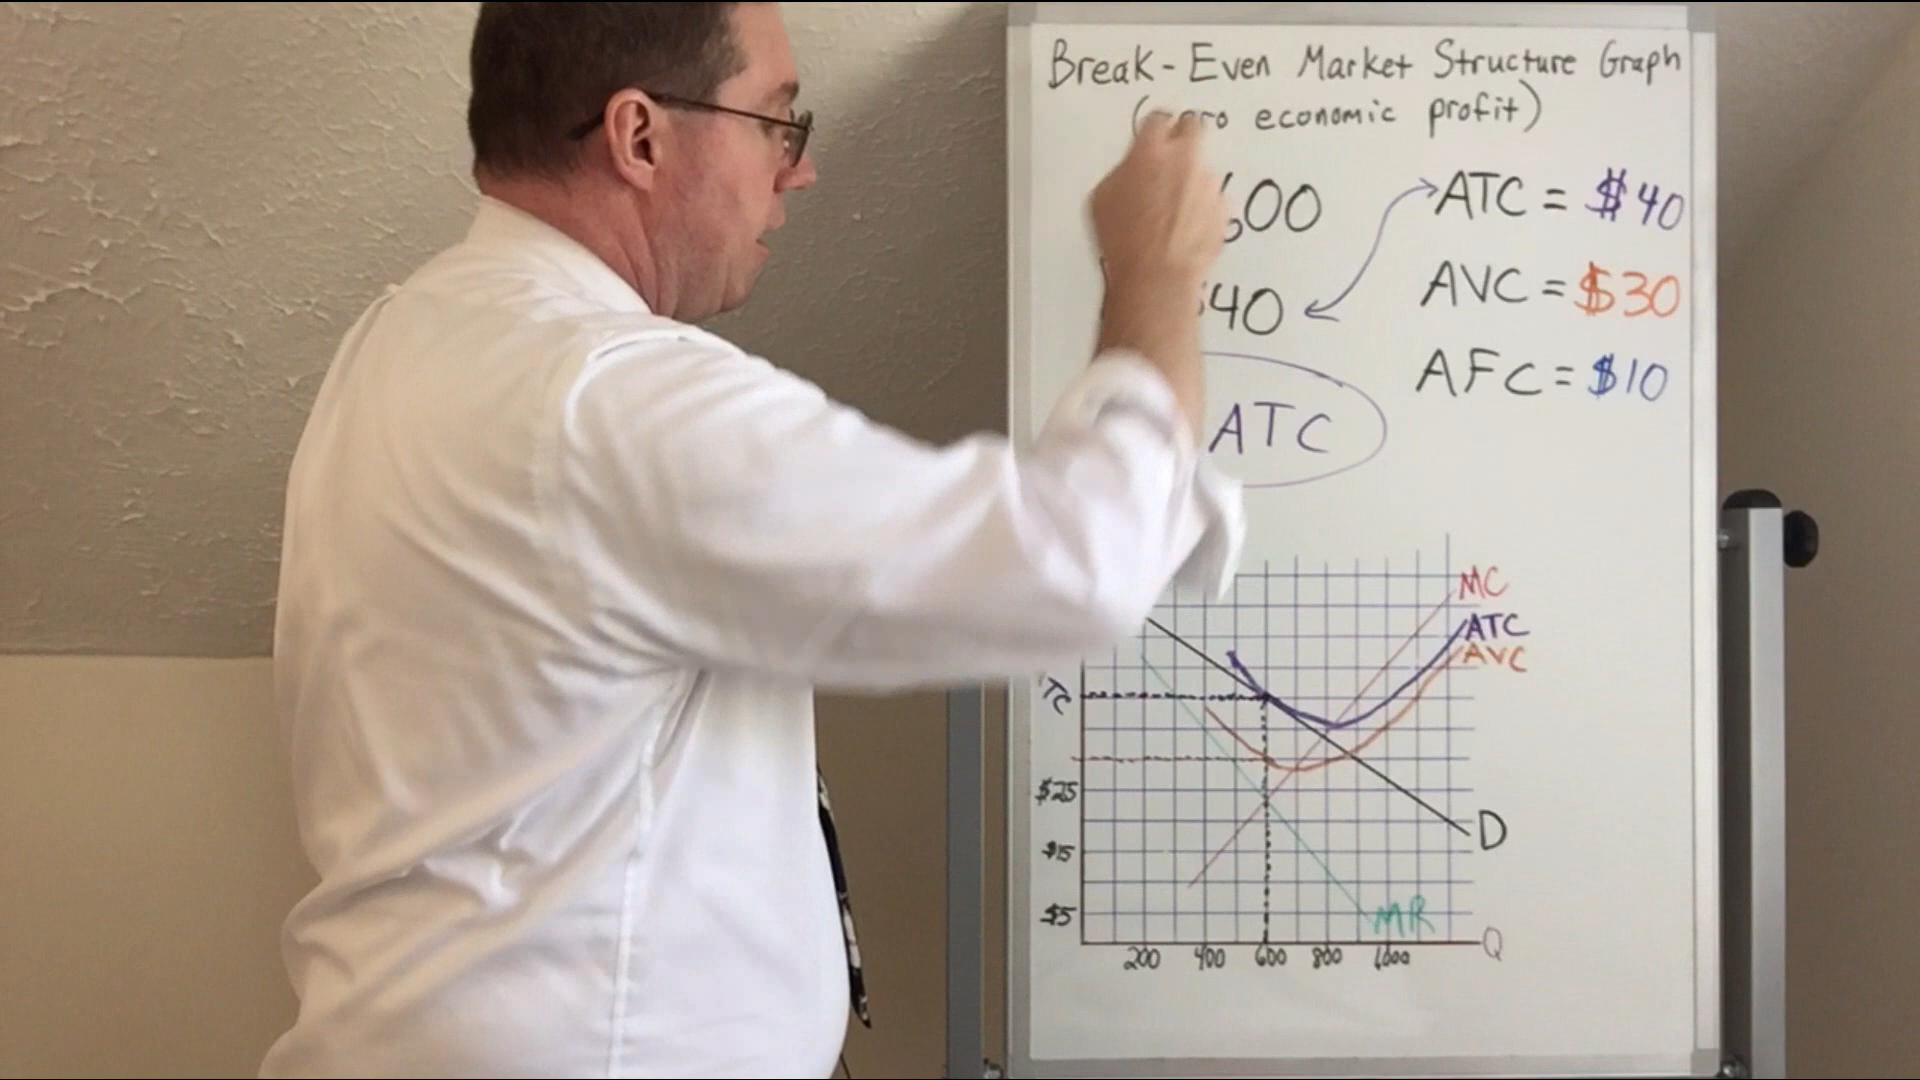 Break-Even Market Structure Graph
economic profit)
600 ATC = $40
40 AVC = $30
AFC = $10
ATC
MC
ATC
AVC
$25
D
$15
MR
$5
Q
200 400 600 800 1000